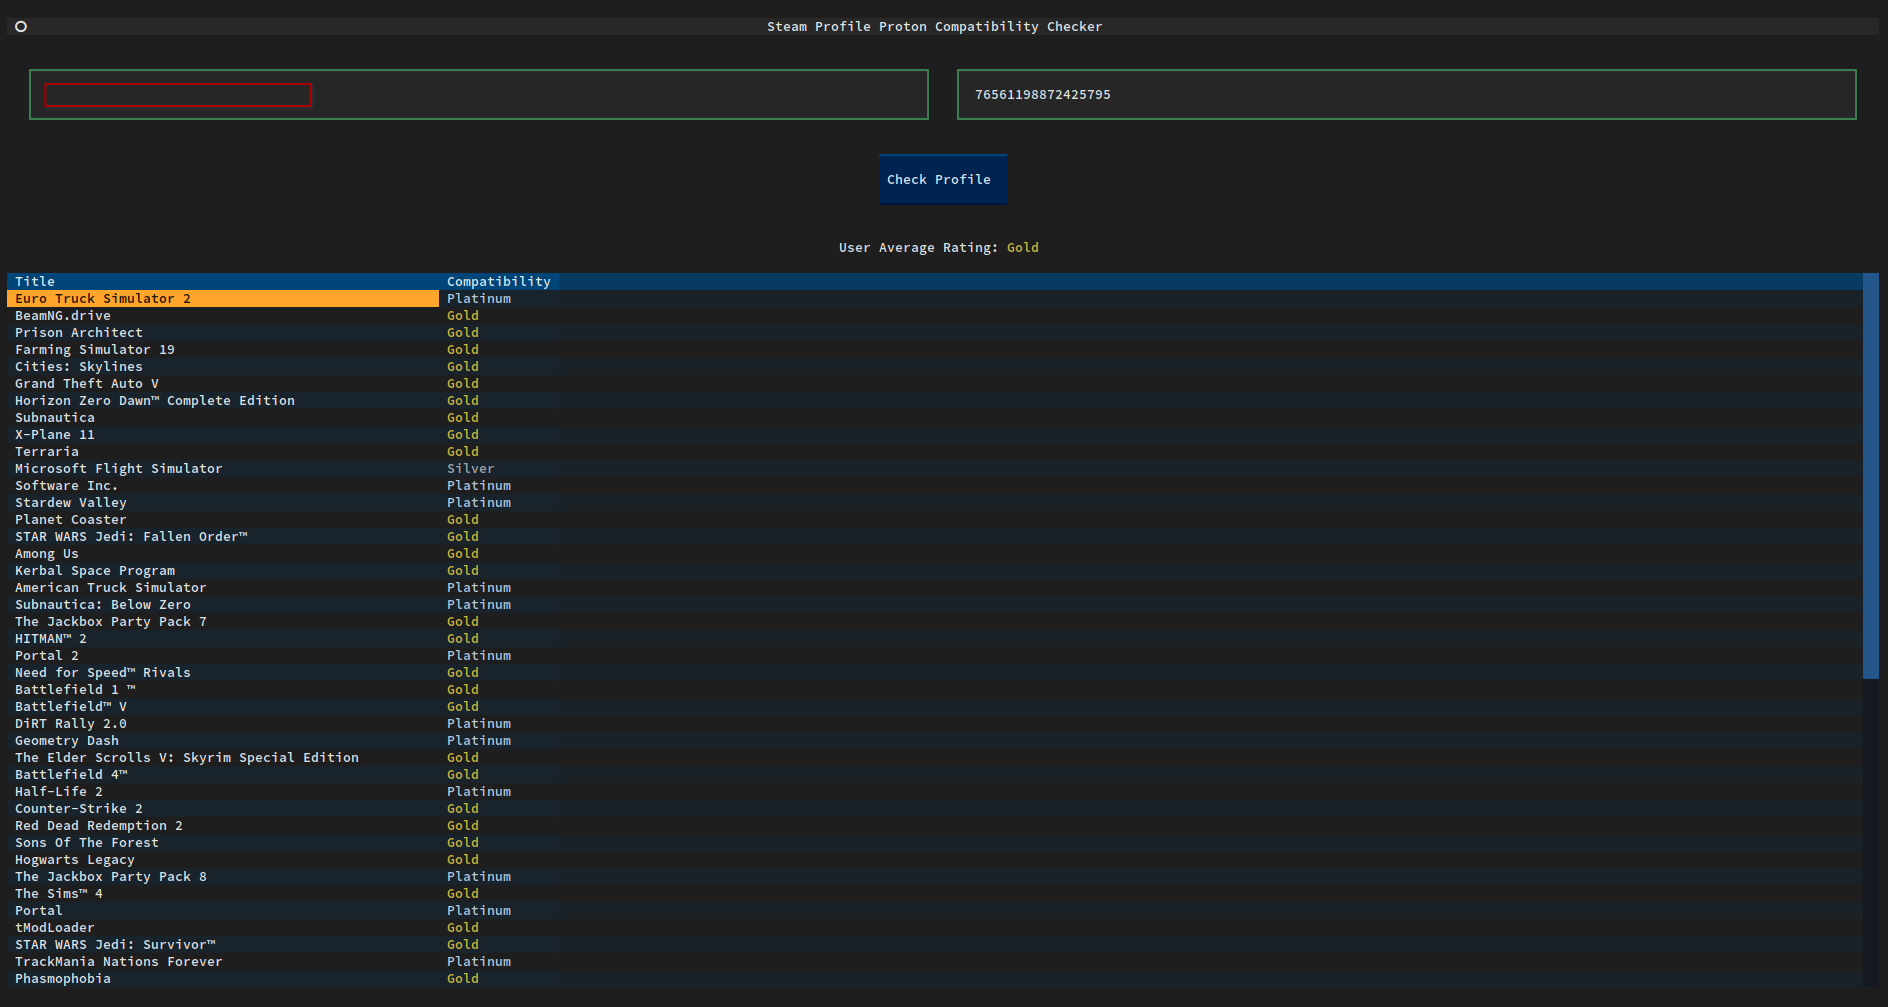 Steam Profile Proton Compatibility Checker
76561198872425795
Check Profile
User Average Rating: Gold
Title Compatibility
Euro Truck Simulator 2 Platinum
BeamNG.drive Gold
Prison Architect Gold
Farming Simulator 19 Gold
Cities: Skylines Gold
Grand Theft Auto V Gold
Horizon Zero Dawn™ Complete Edition Gold
Subnautica Gold
X-Plane 11 Gold
Terraria Gold
Microsoft Flight Simulator Silver
Software Inc. Platinum
Stardew Valley Platinum
Planet Coaster Gold
STAR WARS Jedi: Fallen Order™ Gold
Among Us Gold
Kerbal Space Program Gold
American Truck Simulator Platinum
Subnautica: Below Zero Platinum
The Jackbox Party Pack 7 Gold
HITMAN™ 2 Gold
Portal 2 Platinum
Need for Speed™ Rivals Gold
Battlefield 1 ™ Gold
Battlefield™ V Gold
DiRT Rally 2.0 Platinum
Geometry Dash Platinum
The Elder Scrolls V: Skyrim Special Edition Gold
Battlefield 4™ Gold
Half-Life 2 Platinum
Counter-Strike 2 Gold
Red Dead Redemption 2 Gold
Sons Of The Forest Gold
Hogwarts Legacy Gold
The Jackbox Party Pack 8 Platinum
The Sims™ 4 Gold
Portal Platinum
tModLoader Gold
STAR WARS Jedi: Survivor™ Gold
TrackMania Nations Forever Platinum
Phasmophobia Gold